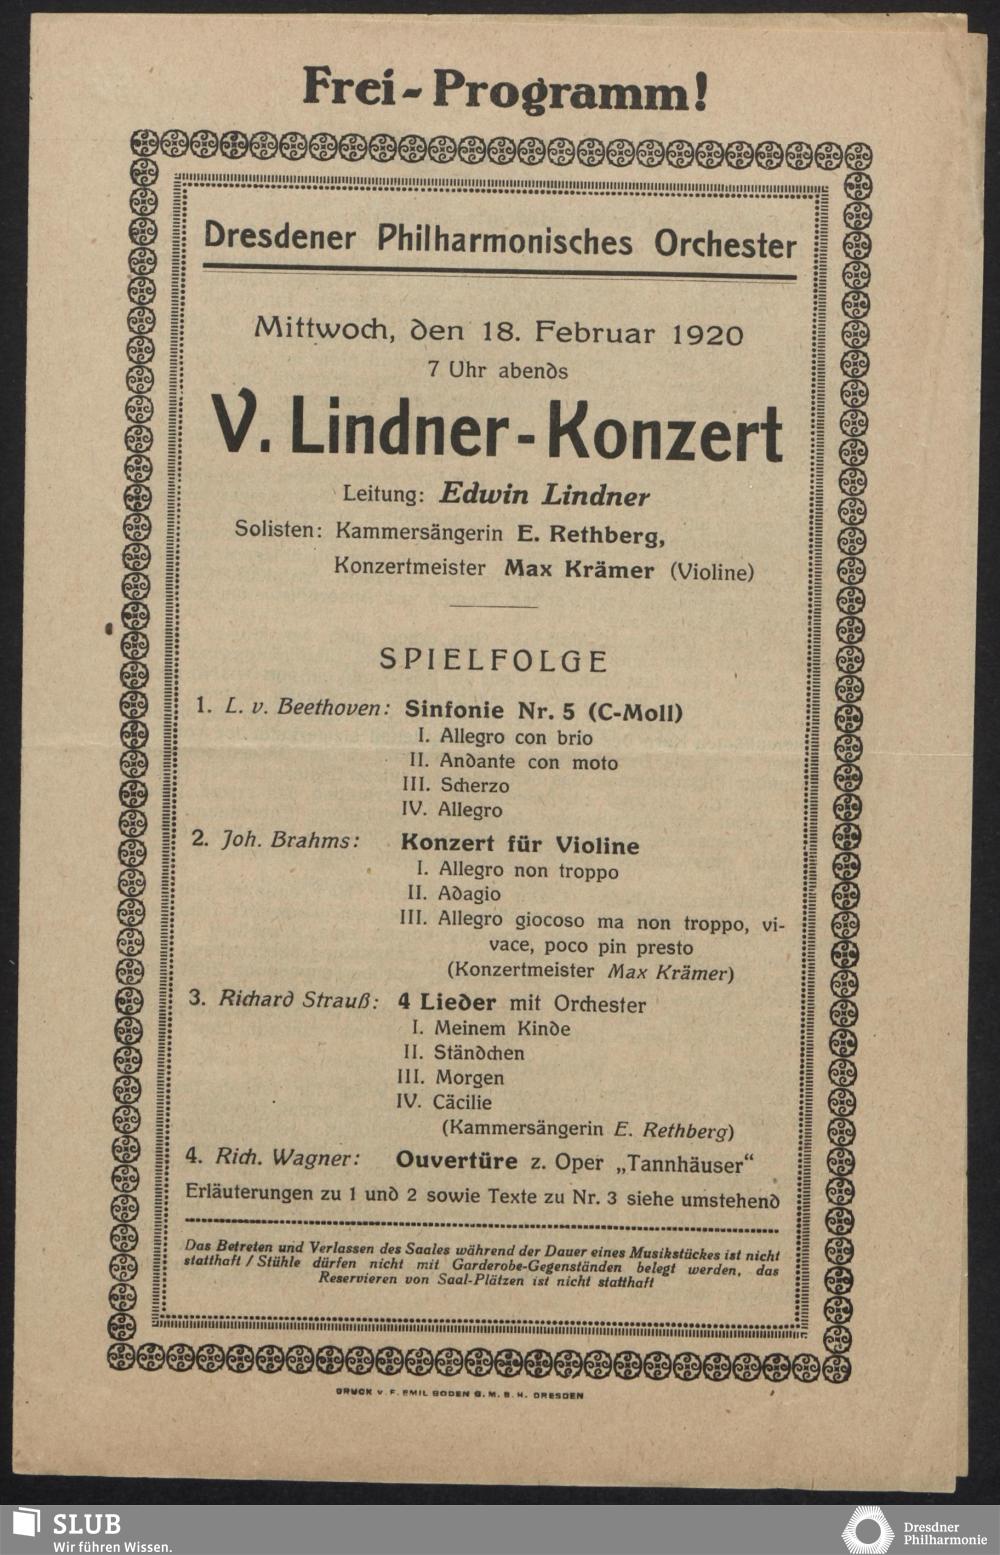 Frei-Programm!
Dresdener Philharmonisches Orchester
Mittwoch, den 18. Februar 1920
7 Uhr abends
V. Lindner-Konzert
Leitung: Edwin Lindner
Solisten: Kammersängerin E. Rethberg,
Konzertmeister Max Krämer (Violine)
SPIELFOLGE
1. L. v. Beethoven: Sinfonie Nr. 5 (C-Moll)
I. Allegro con brio
II. Andante con moto
III. Scherzo
IV. Allegro
2. Joh. Brahms: Konzert für Violine
I. Allegro non troppo
II. Adagio
III. Allegro giocoso ma non troppo, vi-
vace, poco pin presto
(Konzertmeister Max Krämer)
3. Richard Strauß: 4 Lieder mit Orchester
I. Meinem Kinde
II. Ständchen
III. Morgen
IV. Cäcilie
(Kammersängerin E. Rethberg)
4. Rich. Wagner: Ouvertüre z. Oper „Tannhäuser“
Erläuterungen zu 1 und 2 sowie Texte zu Nr. 3 siehe umstehend
Das Betreten und Verlassen des Saales während der Dauer eines Musikstückes ist nicht
statthaft / Stühle dürfen nicht mit Garderobe-Gegenständen belegt werden, das
Reservieren von Saal-Plätzen ist nicht statthaft
DRUCK v. F. EMIL BODEN G. M. B. H. DRESDEN
SLUB
Wir führen Wissen.
Dresdner
Philharmonie